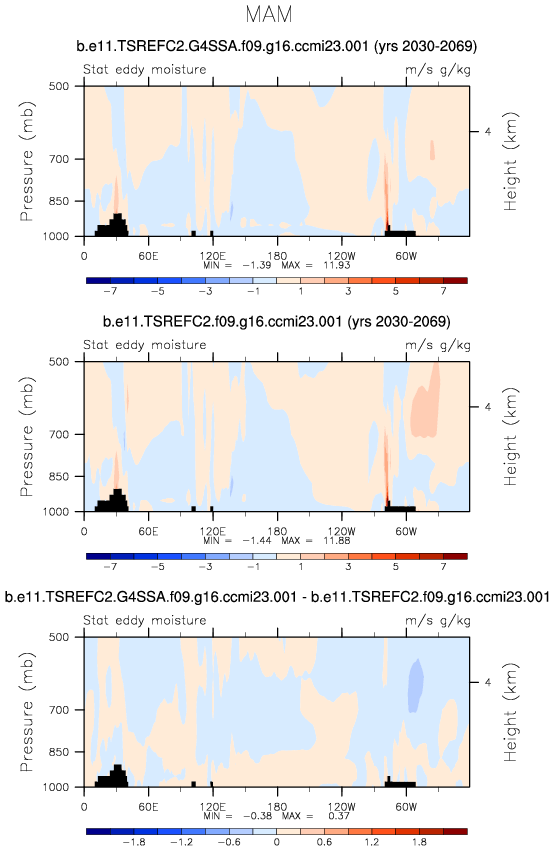 MAM
b.e11.TSREFC2.G4SSA.f09.g16.ccmi23.001 (yrs 2030-2069)
Stat eddy moisture m/s g/kg
500
700
850
1000
Pressure (mb)
4
Height (km)
0 60E 120E 180 120W 60W
MIN = -1.39 MAX = 11.93
-7 -5 -3 -1 1 3 5 7
b.e11.TSREFC2.f09.g16.ccmi23.001 (yrs 2030-2069)
Stat eddy moisture m/s g/kg
500
700
850
1000
Pressure (mb)
4
Height (km)
0 60E 120E 180 120W 60W
MIN = -1.44 MAX = 11.88
-7 -5 -3 -1 1 3 5 7
b.e11.TSREFC2.G4SSA.f09.g16.ccmi23.001 - b.e11.TSREFC2.f09.g16.ccmi23.001
Stat eddy moisture m/s g/kg
500
700
850
1000
Pressure (mb)
4
Height (km)
0 60E 120E 180 120W 60W
MIN = -0.38 MAX = 0.37
-1.8 -1.2 -0.6 0 0.6 1.2 1.8